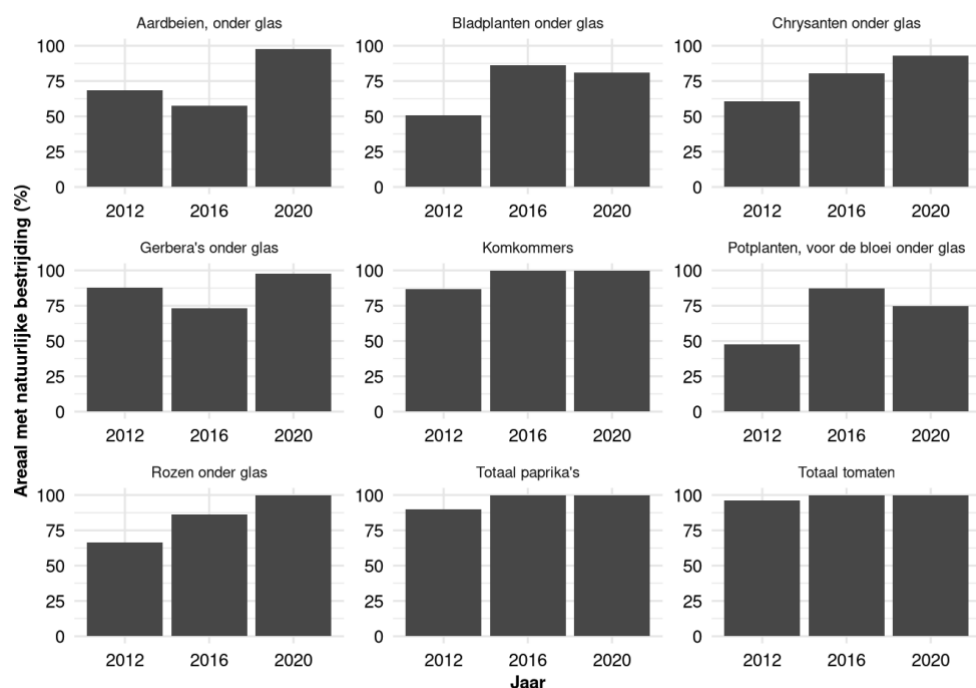 Aardbeien, onder glas
Bladplanten onder glas
Chrysanten onder glas
100
75
50
25
0
2012 2016 2020
100
75
50
25
0
2012 2016 2020
100
75
50
25
0
2012 2016 2020
Gerbera's onder glas
Komkommers
Potplanten, voor de bloei onder glas
100
75
50
25
0
2012 2016 2020
100
75
50
25
0
2012 2016 2020
100
75
50
25
0
2012 2016 2020
Rozen onder glas
Totaal paprika's
Totaal tomaten
100
75
50
25
0
2012 2016 2020
100
75
50
25
0
2012 2016 2020
100
75
50
25
0
2012 2016 2020
Areaal met natuurlijke bestrijding (%)
Jaar